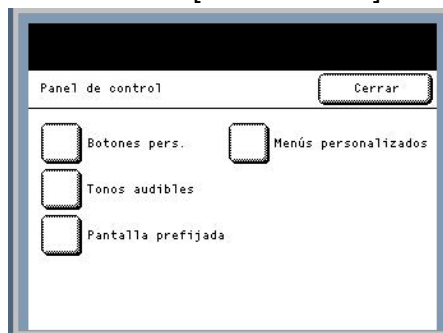 Panel de control Cerrar
Botones pers. Menús personalizados
Tonos audibles
Pantalla prefijada